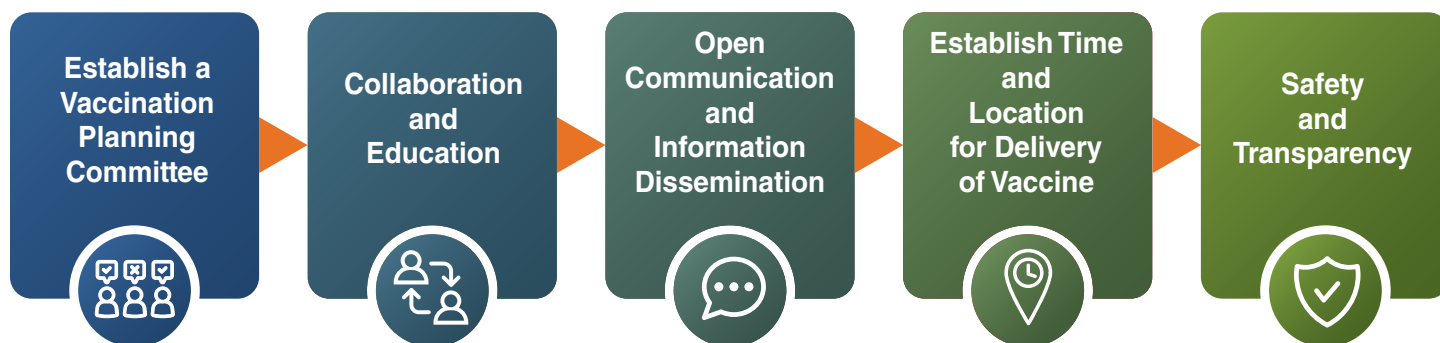 Establish a
Vaccination
Planning
Committee
Collaboration
and
Education
Open
Communication
and
Information
Dissemination
Establish Time
and
Location
for Delivery
of Vaccine
Safety
and
Transparency